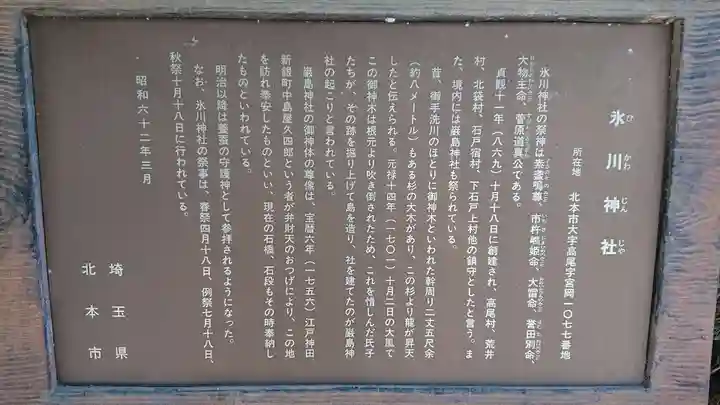 氷川神社
ひかわじんじゃ
所在地 北本市大字高尾字宮岡一〇七七番地
氷川神社の祭神は素盞鳴尊、市杵嶋姫命、大雷命、誉田別命、
大物主命、菅原道真公である。
貞観十一年（八六九）十月十八日に創建され、高尾村、荒井
村、北袋村、石戸宿村、下石戸上村他の鎮守としたと言う。ま
た、境内には厳島神社も祭られている。
昔、御手洗川のほとりに御神木といわれた幹周り二丈五尺余
（約八メートル）もある杉の大木があり、この杉より龍が昇天
したと伝えられる。元禄十四年（一七〇一）十月二日の大風で
この御神木は根元より吹き倒されたため、これを惜しんだ氏子
たちが、その跡を掘り上げて島を造り、社を建てたのが厳島神
社の起こりと言われている。
厳島神社の御神体の尊像は、宝暦六年（一七五六）江戸神田
新銀町中島屋久四郎という者が弁財天のおつげにより、この地
を訪れ奉安したものといい、現在の石橋、石段もその時奉納し
たものといわれている。
明治以降は養蚕の守護神として参拝されるようになった。
なお、氷川神社の祭事は、春祭四月十八日、例祭七月十八日、
秋祭十月十八日に行われている。
昭和六十二年三月
埼玉県
北本市